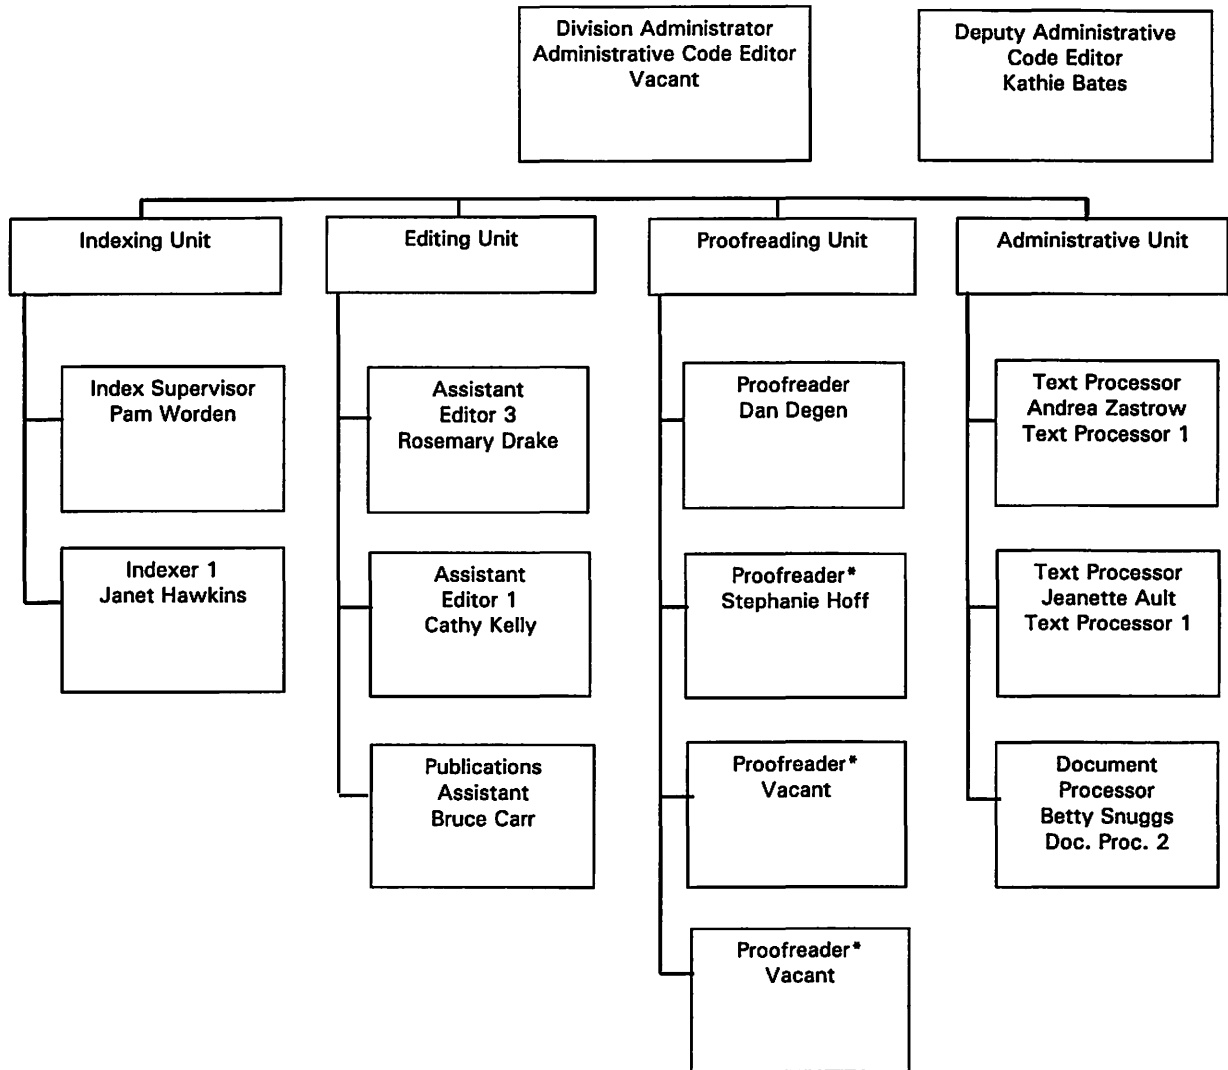 Division Administrator
Administrative Code Editor
Vacant
Deputy Administrative
Code Editor
Kathie Bates
Indexing Unit
Editing Unit
Proofreading Unit
Administrative Unit
Index Supervisor
Pam Worden
Assistant
Editor 3
Rosemary Drake
Proofreader
Dan Degen
Text Processor
Andrea Zastrow
Text Processor 1
Indexer 1
Janet Hawkins
Assistant
Editor 1
Cathy Kelly
Proofreader*
Stephanie Hoff
Text Processor
Jeanette Ault
Text Processor 1
Publications
Assistant
Bruce Carr
Proofreader*
Vacant
Document
Processor
Betty Snuggs
Doc. Proc. 2
Proofreader*
Vacant